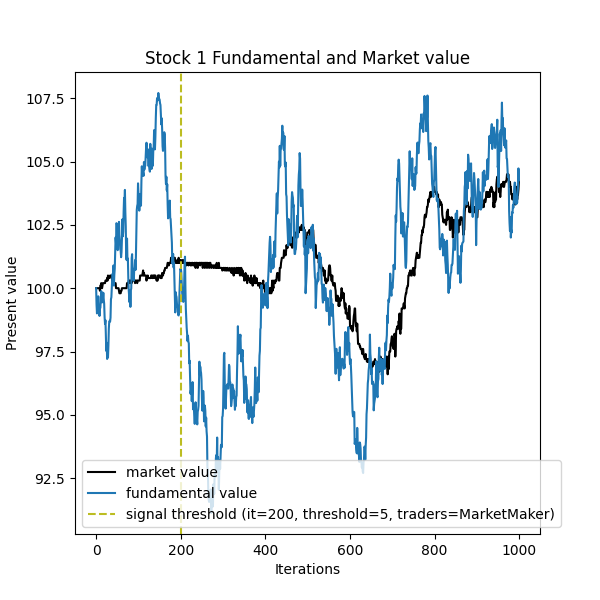 Stock 1 Fundamental and Market value
Present value
107.5
105.0
102.5
100.0
97.5
95.0
92.5
market value
fundamental value
signal threshold (it=200, threshold=5, traders=MarketMaker)
0 200 400 600 800 1000
Iterations